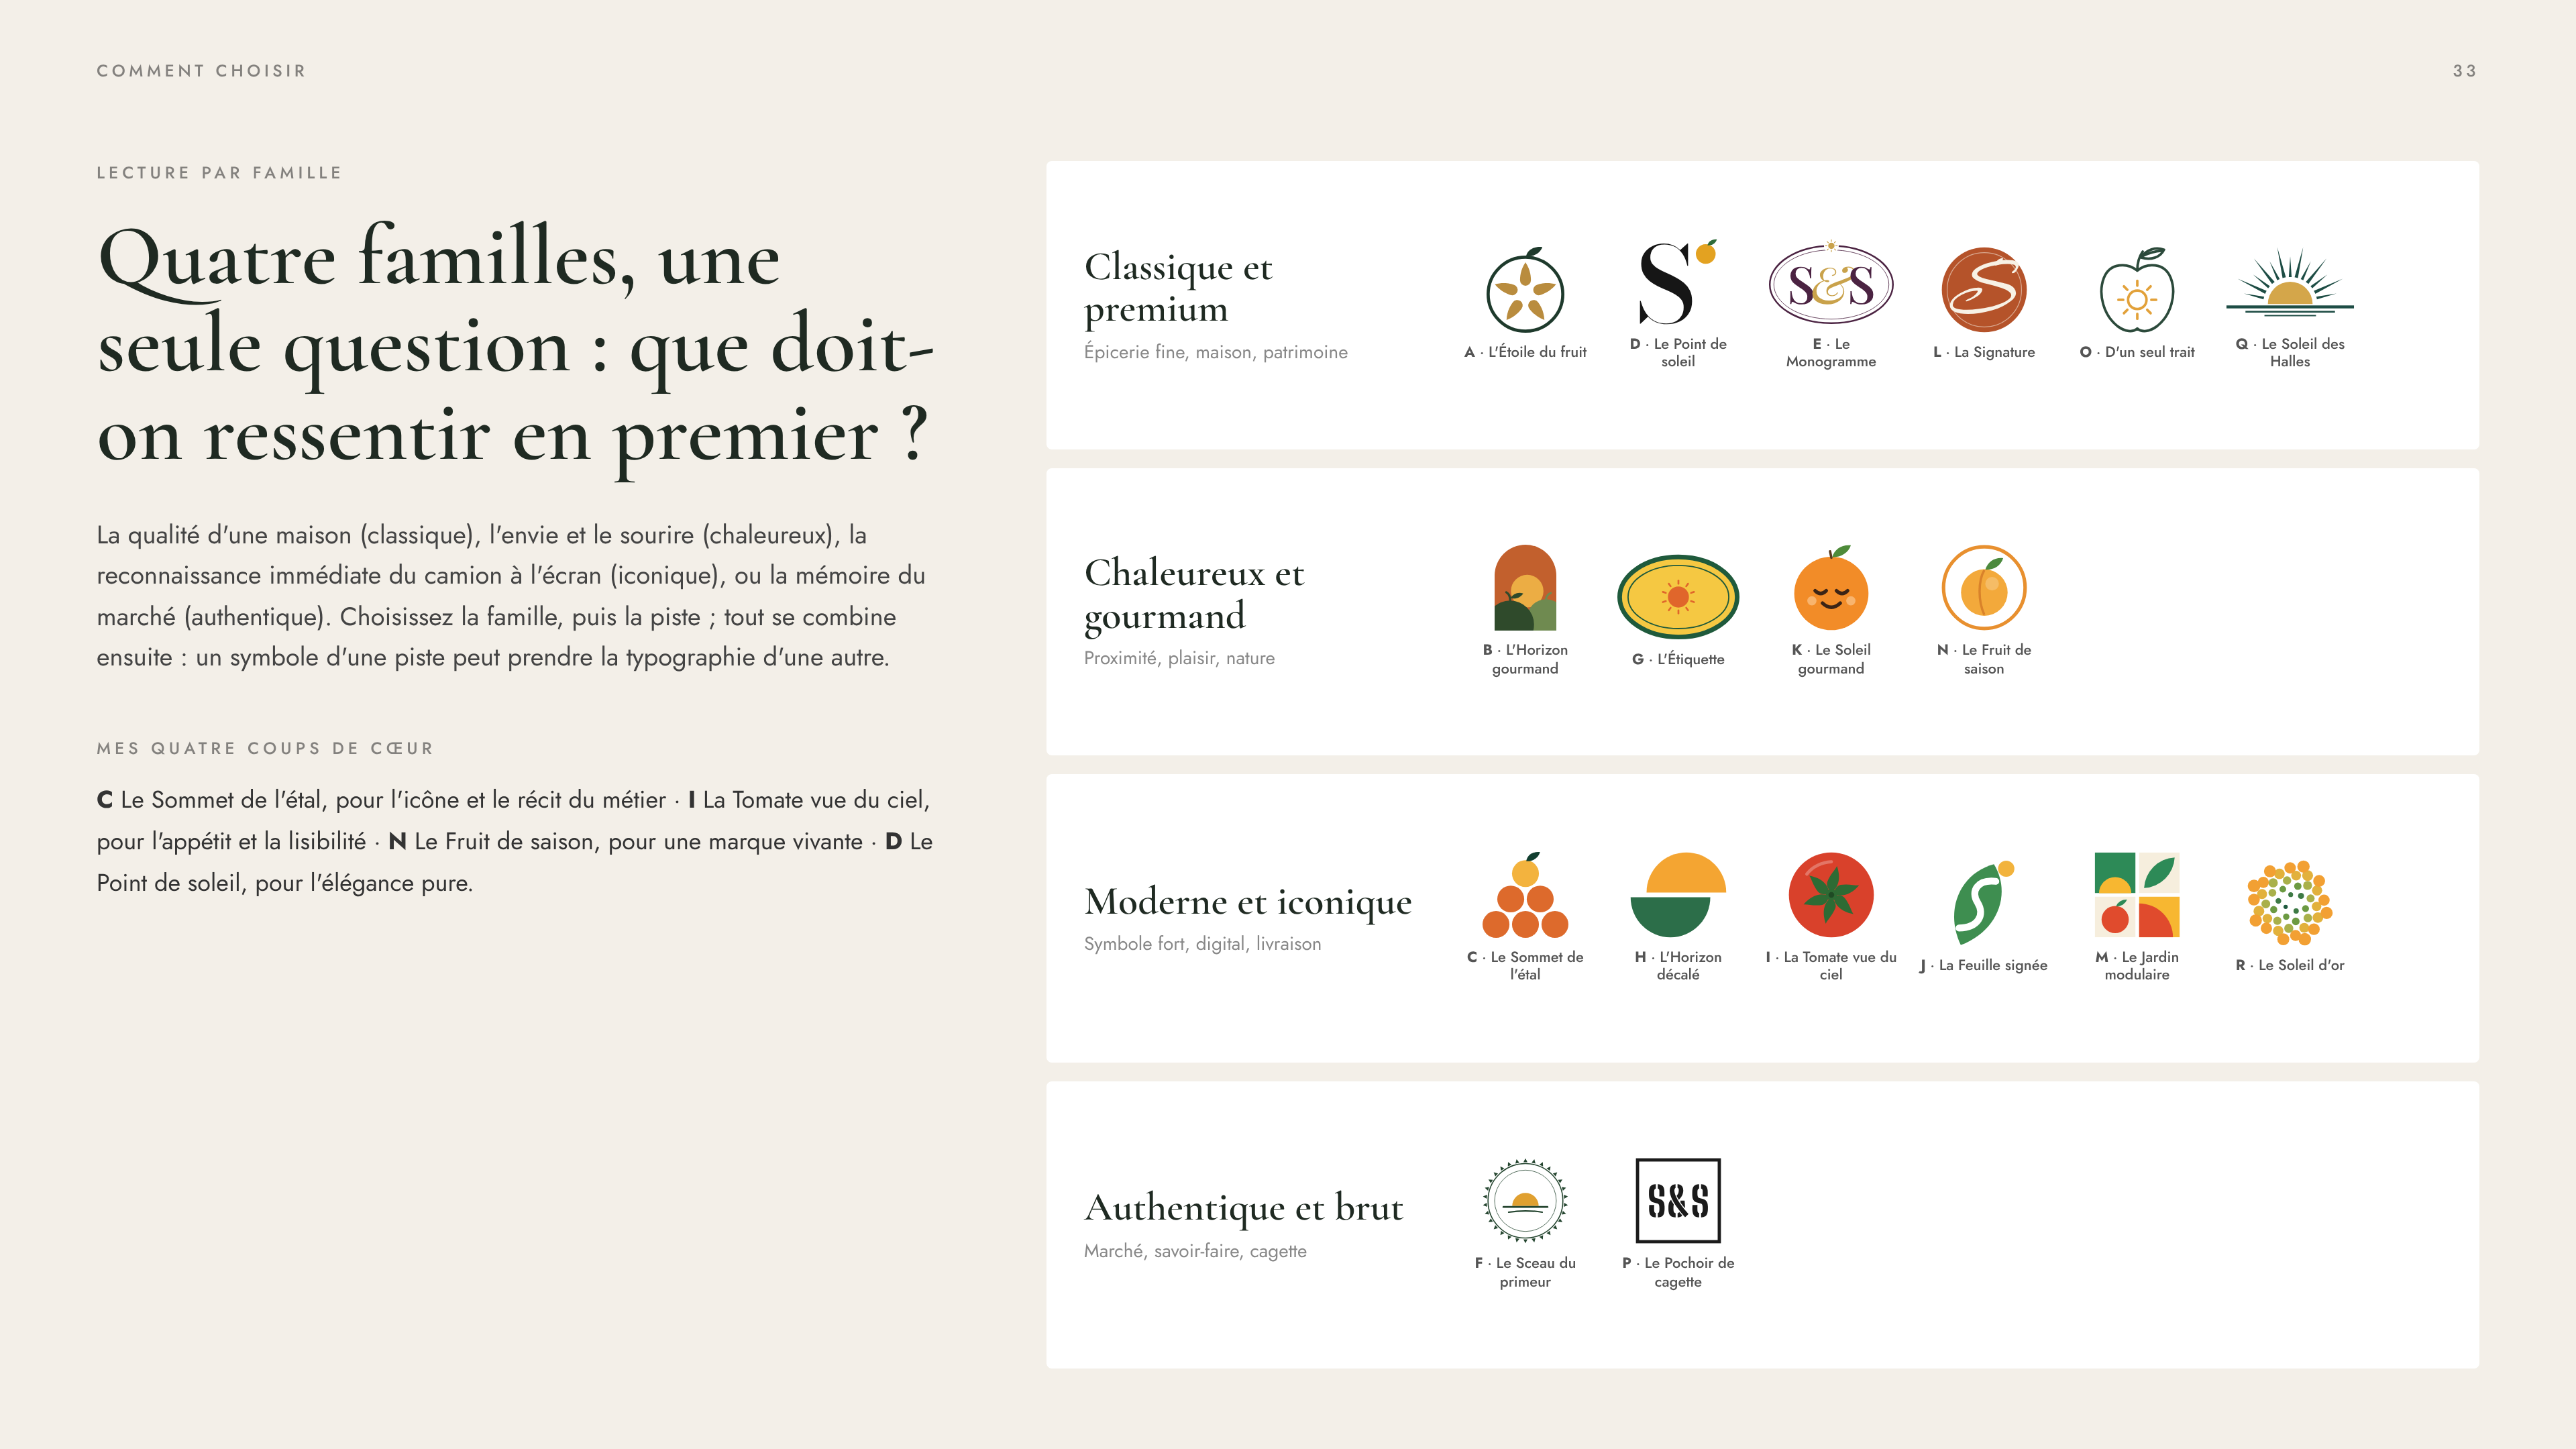 COMMENT CHOISIR
33
LECTURE PAR FAMILLE
Quatre familles, une
seule question : que doit-
on ressentir en premier ?
La qualité d'une maison (classique), l'envie et le sourire (chaleureux), la
reconnaissance immédiate du camion à l'écran (iconique), ou la mémoire du
marché (authentique). Choisissez la famille, puis la piste ; tout se combine
ensuite : un symbole d'une piste peut prendre la typographie d'une autre.
MES QUATRE COUPS DE CŒUR
C Le Sommet de l'étal, pour l'icône et le récit du métier · I La Tomate vue du ciel,
pour l'appétit et la lisibilité · N Le Fruit de saison, pour une marque vivante · D Le
Point de soleil, pour l'élégance pure.
Classique et
premium
Épicerie fine, maison, patrimoine
A · L'Étoile du fruit
S
D · Le Point de
soleil
S&S
E · Le
Monogramme
S
L · La Signature
O · D'un seul trait
Q · Le Soleil des
Halles
Chaleureux et
gourmand
Proximité, plaisir, nature
B · L'Horizon
gourmand
G · L'Étiquette
K · Le Soleil
gourmand
N · Le Fruit de
saison
Moderne et iconique
Symbole fort, digital, livraison
C · Le Sommet de
l'étal
H · L'Horizon
décalé
I · La Tomate vue du
ciel
J · La Feuille signée
M · Le Jardin
modulaire
R · Le Soleil d'or
Authentique et brut
Marché, savoir-faire, cagette
F · Le Sceau du
primeur
S&S
P · Le Pochoir de
cagette